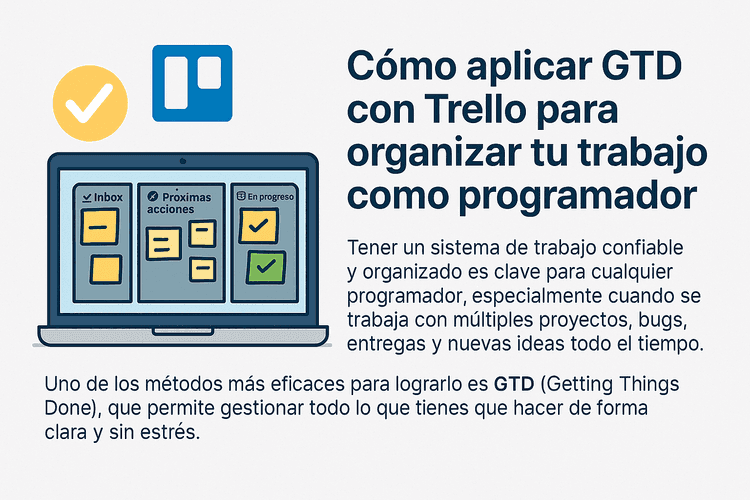 Cómo aplicar GTD
con Trello para
organizar tu trabajo
como programador
Inbox
Próximas
acciones
En progreso
Tener un sistema de trabajo confiable
y organizado es clave para cualquier
programador, especialmente cuando se
trabaja con múltiples proyectos, bugs,
entregas y nuevas ideas todo el tiempo.
Uno de los métodos más eficaces para lograrlo es GTD (Getting Things
Done), que permite gestionar todo lo que tienes que hacer de forma
clara y sin estrés.